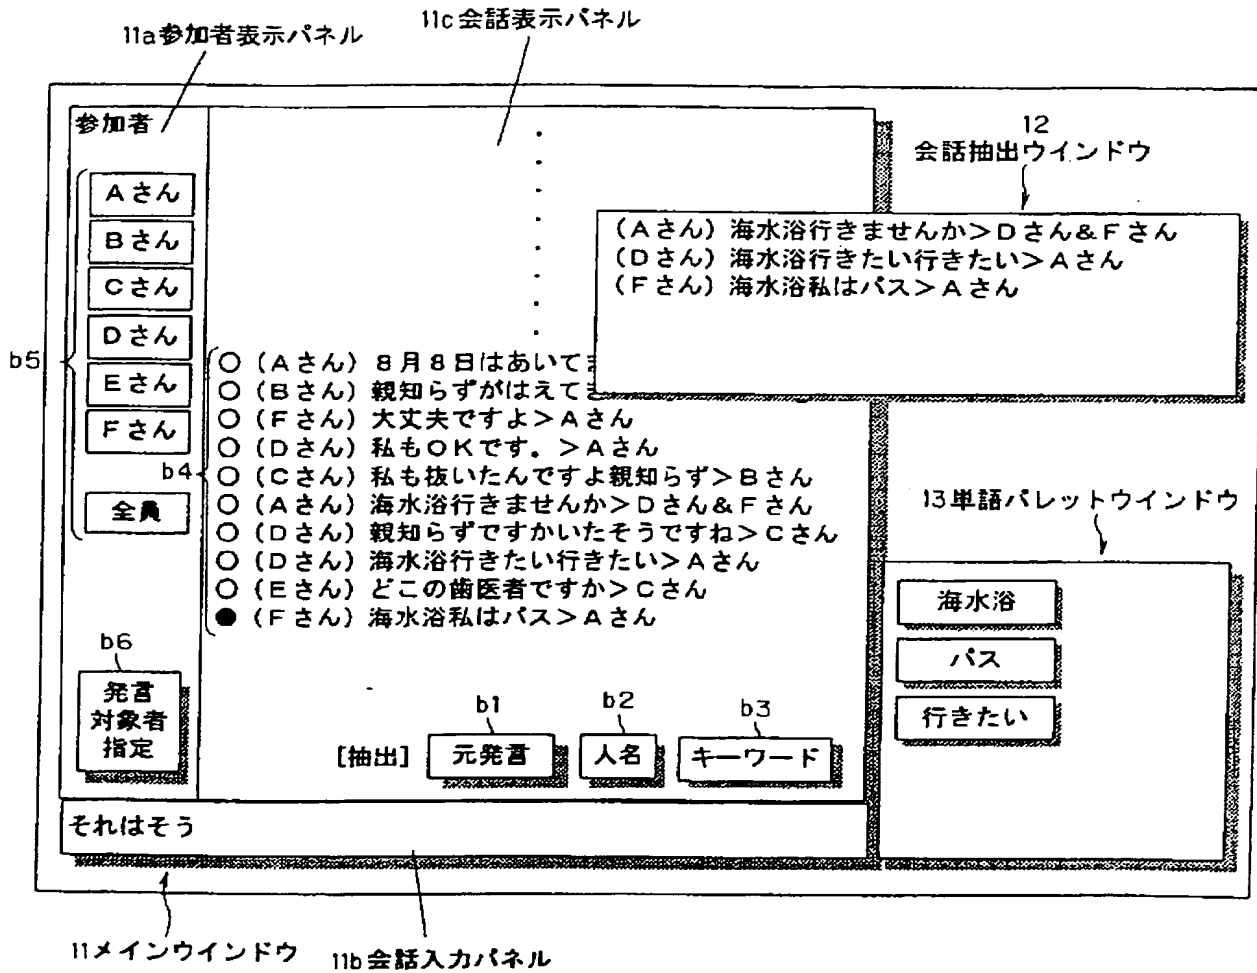 11a参加者表示パネル
11c会話表示パネル
参加者
Aさん
Bさん
Cさん
Dさん
Eさん
Fさん
全員
b5
b4
b6
発言
対象者
指定
○(Aさん)8月8日はあいてま
○(Bさん)親知らずがはえてき
○(Fさん)大丈夫ですよ>Aさん
○(Dさん)私もOKです。>Aさん
○(Cさん)私も抜いたんですよ親知らず>Bさん
○(Aさん)海水浴行きませんか>Dさん&Fさん
○(Dさん)親知らずですかいたそうですね>Cさん
○(Dさん)海水浴行きたい行きたい>Aさん
○(Eさん)どこの歯医者ですか>Cさん
●(Fさん)海水浴私はパス>Aさん
b1
b2
b3
[抽出]
元発言
人名
キーワード
それはそう
12
会話抽出ウインドウ
(Aさん)海水浴行きませんか>Dさん&Fさん
(Dさん)海水浴行きたい行きたい>Aさん
(Fさん)海水浴私はパス>Aさん
13単語パレットウインドウ
海水浴
パス
行きたい
11メインウインドウ
11b会話入力パネル